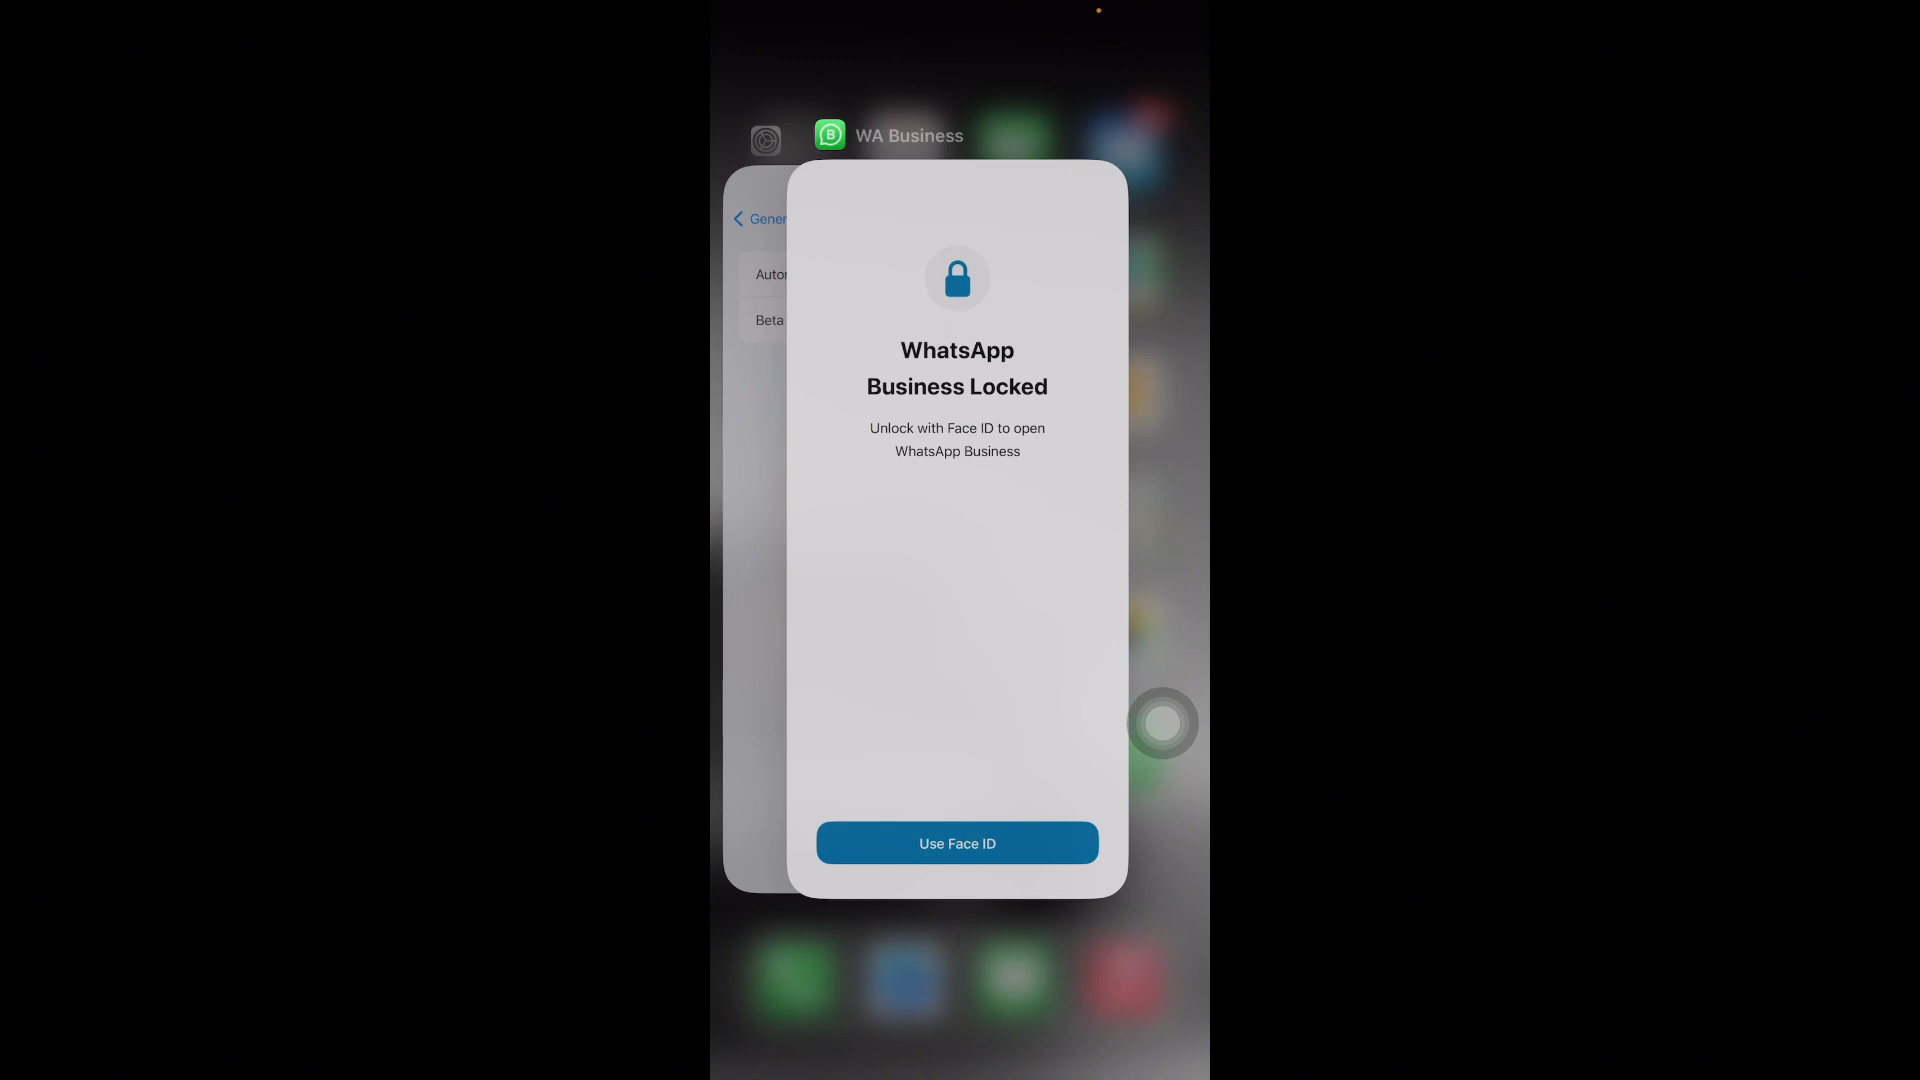 WA Business
Gener
Autor
Beta
WhatsApp
Business Locked
Unlock with Face ID to open
WhatsApp Business
Use Face ID